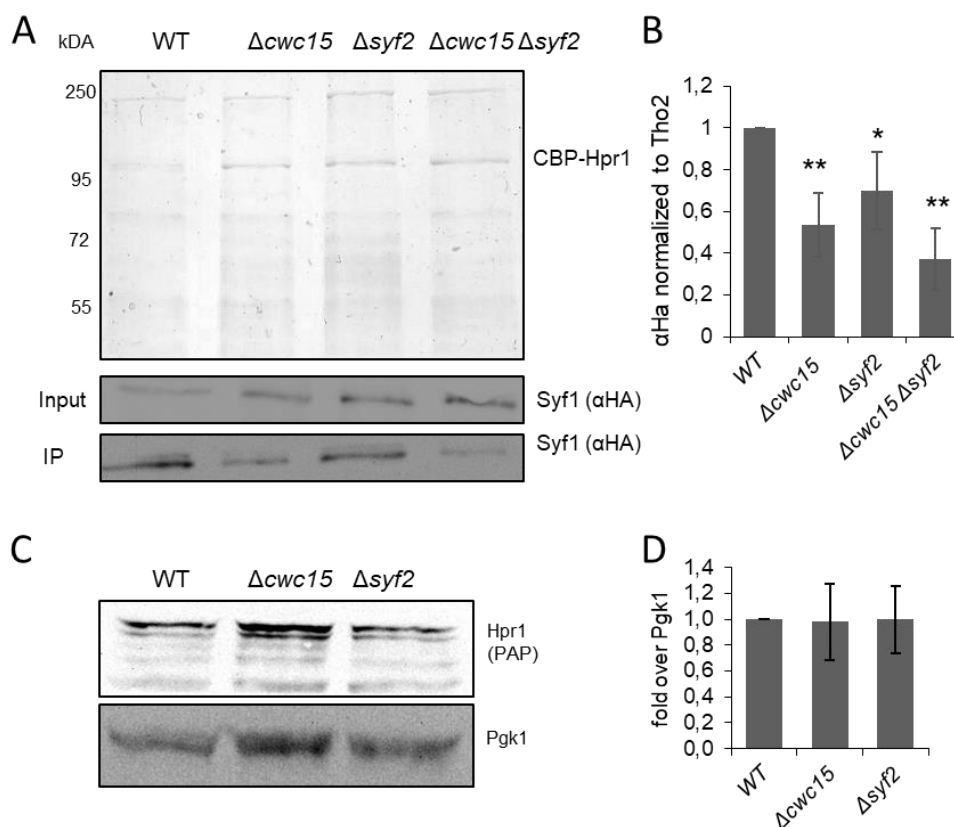 A
kDA
WT
Δcwc15
Δsyf2
Δcwc15 Δsyf2
250
95
72
55
CBP-Hpr1
Input
Syf1 (αHA)
IP
Syf1 (αHA)
B
αHa normalized to Tho2
1,2
1
0,8
0,6
0,4
0,2
0
**
*
**
WT
Δcwc15
Δsyf2
Δcwc15 Δsyf2
C
WT
Δcwc15
Δsyf2
Hpr1
(PAP)
Pgk1
D
fold over Pgk1
1,4
1,2
1,0
0,8
0,6
0,4
0,2
0,0
WT
Δcwc15
Δsyf2